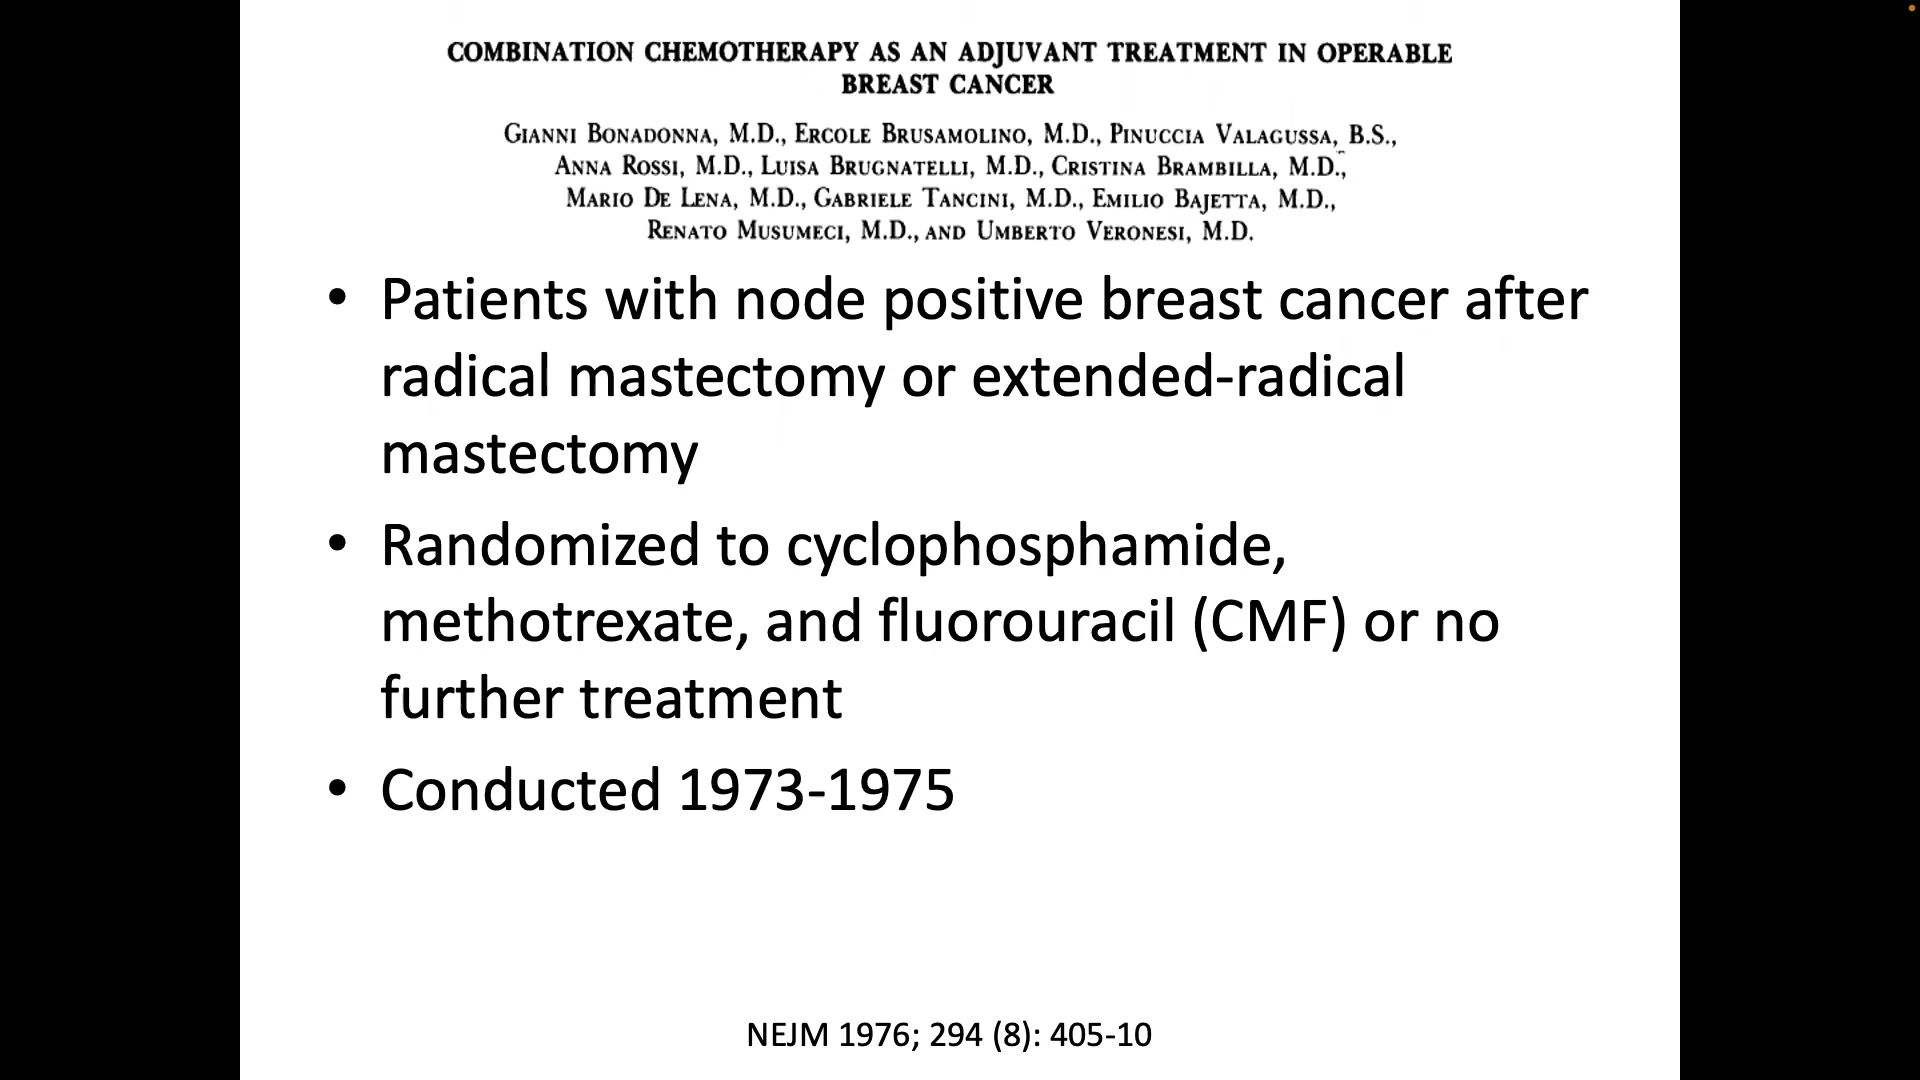 COMBINATION CHEMOTHERAPY AS AN ADJUVANT TREATMENT IN OPERABLE
BREAST CANCER
GIANNI BONADONNA, M.D., ERCOLE BRUSAMOLINO, M.D., PINUCCIA VALAGUSSA, B.S.,
ANNA ROSSI, M.D., LUISA BRUGNATELLI, M.D., CRISTINA BRAMBILLA, M.D.,
MARIO DE LENA, M.D., GABRIELE TANCINI, M.D., EMILIO BAJETTA, M.D.,
RENATO MUSUMECI, M.D., AND UMBERTO VERONESI, M.D.
• Patients with node positive breast cancer after
radical mastectomy or extended-radical
mastectomy
• Randomized to cyclophosphamide,
methotrexate, and fluorouracil (CMF) or no
further treatment
• Conducted 1973-1975
NEJM 1976; 294 (8): 405-10